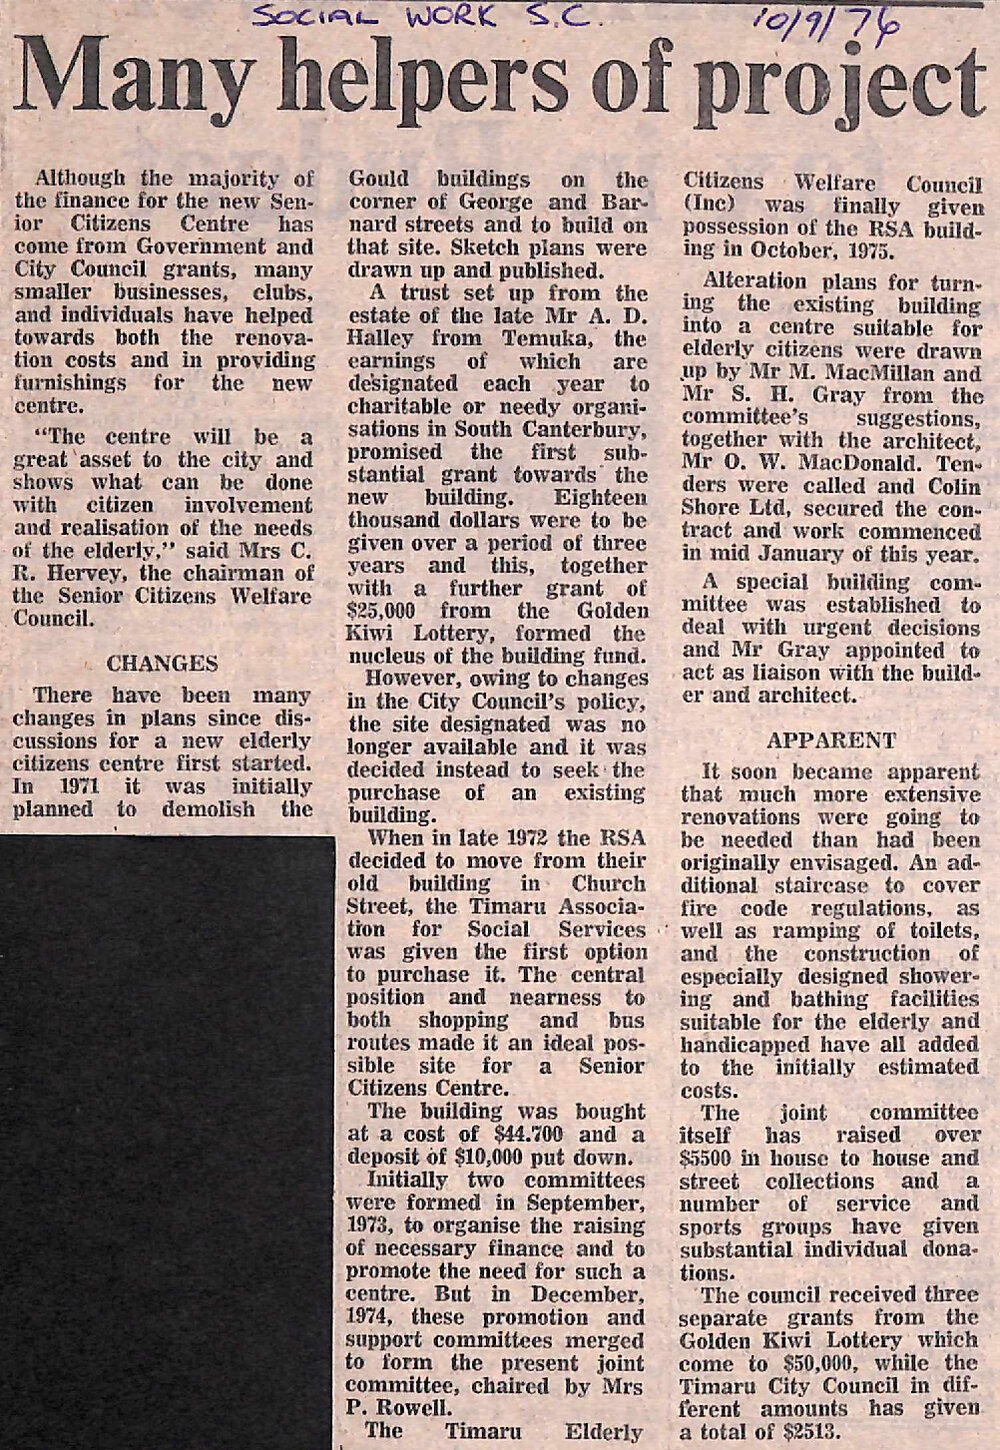 SOCIAL WORK S.C. 10/9/76
Many helpers of project
Although the majority of
the finance for the new Sen-
ior Citizens Centre has
come from Government and
City Council grants, many
smaller businesses, clubs,
and individuals have helped
towards both the renova-
tion costs and in providing
furnishings for the new
centre.
"The centre will be a
great asset to the city and
shows what can be done
with citizen involvement
and realisation of the needs
of the elderly," said Mrs C.
R. Hervey, the chairman of
the Senior Citizens Welfare
Council.
CHANGES
There have been many
changes in plans since dis-
cussions for a new elderly
citizens centre first started.
In 1971 it was initially
planned to demolish the
Gould buildings on the
corner of George and Bar-
nard streets and to build on
that site. Sketch plans were
drawn up and published.
A trust set up from the
estate of the late Mr A. D.
Halley from Temuka, the
earnings of which are
designated each year to
charitable or needy organi-
sations in South Canterbury,
promised the first sub-
stantial grant towards the
new building. Eighteen
thousand dollars were to be
given over a period of three
years and this, together
with a further grant of
$25,000 from the Golden
Kiwi Lottery, formed the
nucleus of the building fund.
However, owing to changes
in the City Council's policy,
the site designated was no
longer available and it was
decided instead to seek the
purchase of an existing
building.
When in late 1972 the RSA
decided to move from their
old building in Church
Street, the Timaru Associa-
tion for Social Services
was given the first option
to purchase it. The central
position and nearness to
both shopping and bus
routes made it an ideal pos-
sible site for a Senior
Citizens Centre.
The building was bought
at a cost of $44.700 and a
deposit of $10,000 put down.
Initially two committees
were formed in September,
1973, to organise the raising
of necessary finance and to
promote the need for such a
centre. But in December,
1974, these promotion and
support committees merged
to form the present joint
committee, chaired by Mrs
P. Rowell.
The Timaru Elderly
Citizens Welfare Council
(Inc) was finally given
possession of the RSA build-
ing in October, 1975.
Alteration plans for turn-
ing the existing building
into a centre suitable for
elderly citizens were drawn
up by Mr M. MacMillan and
Mr S. H. Gray from the
committee's suggestions,
together with the architect,
Mr O. W. MacDonald. Ten-
ders were called and Colin
Shore Ltd, secured the con-
tract and work commenced
in mid January of this year.
A special building com-
mittee was established to
deal with urgent decisions
and Mr Gray appointed to
act as liaison with the build-
er and architect.
APPARENT
It soon became apparent
that much more extensive
renovations were going to
be needed than had been
originally envisaged. An ad-
ditional staircase to cover
fire code regulations, as
well as ramping of toilets,
and the construction of
especially designed shower-
ing and bathing facilities
suitable for the elderly and
handicapped have all added
to the initially estimated
costs.
The joint committee
itself has raised over
$5500 in house to house and
street collections and a
number of service and
sports groups have given
substantial individual dona-
tions.
The council received three
separate grants from the
Golden Kiwi Lottery which
come to $50,000, while the
Timaru City Council in dif-
ferent amounts has given
a total of $2513.